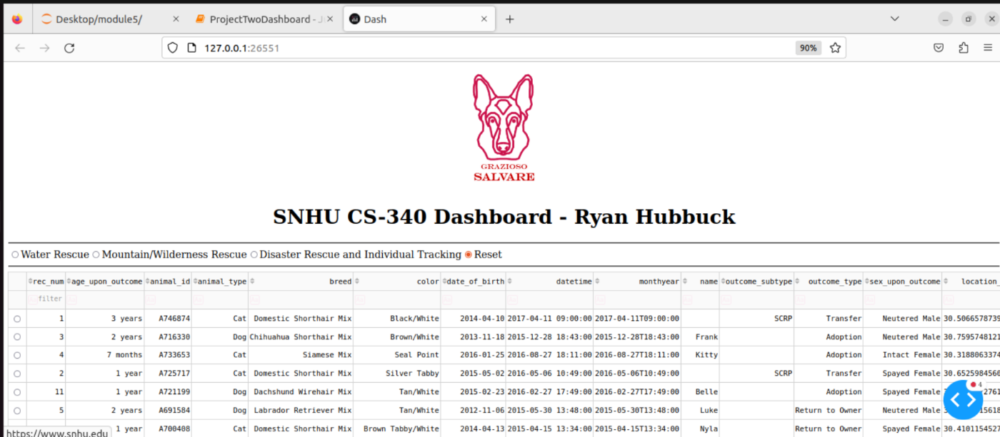 Desktop/module5/ × ProjectTwoDashboard - J × Dash × +
127.0.0.1:26551 90%
GRAZIOSO
SALVARE
SNHU CS-340 Dashboard - Ryan Hubbuck
Water Rescue Mountain/Wilderness Rescue Disaster Rescue and Individual Tracking Reset
rec_num age_upon_outcome animal_id animal_type breed color date_of_birth datetime monthyear name outcome_subtype outcome_type sex_upon_outcome location_
filter
1 3 years A746874 Cat Domestic Shorthair Mix Black/White 2014-04-10 2017-04-11 09:00:00 2017-04-11T09:00:00 SCRP Transfer Neutered Male 30.5066578739
3 2 years A716330 Dog Chihuahua Shorthair Mix Brown/White 2013-11-18 2015-12-28 18:43:00 2015-12-28T18:43:00 Frank Adoption Neutered Male 30.7595748121
4 7 months A733653 Cat Siamese Mix Seal Point 2016-01-25 2016-08-27 18:11:00 2016-08-27T18:11:00 Kitty Adoption Intact Female 30.3188063374
2 1 year A725717 Cat Domestic Shorthair Mix Silver Tabby 2015-05-02 2016-05-06 10:49:00 2016-05-06T10:49:00 SCRP Transfer Spayed Female 30.6525984560
11 1 year A721199 Dog Dachshund Wirehair Mix Tan/White 2015-02-23 2016-02-27 17:49:00 2016-02-27T17:49:00 Belle Adoption Spayed Female 4 2761
5 2 years A691584 Dog Labrador Retriever Mix Tan/White 2012-11-06 2015-05-30 13:48:00 2015-05-30T13:48:00 Luke Return to Owner Neutered Male 15618
https://www.snhu.edu 1 year A700408 Cat Domestic Shorthair Mix Brown Tabby/White 2014-04-13 2015-04-15 13:34:00 2015-04-15T13:34:00 Nyla Return to Owner Spayed Female 30.4101154527